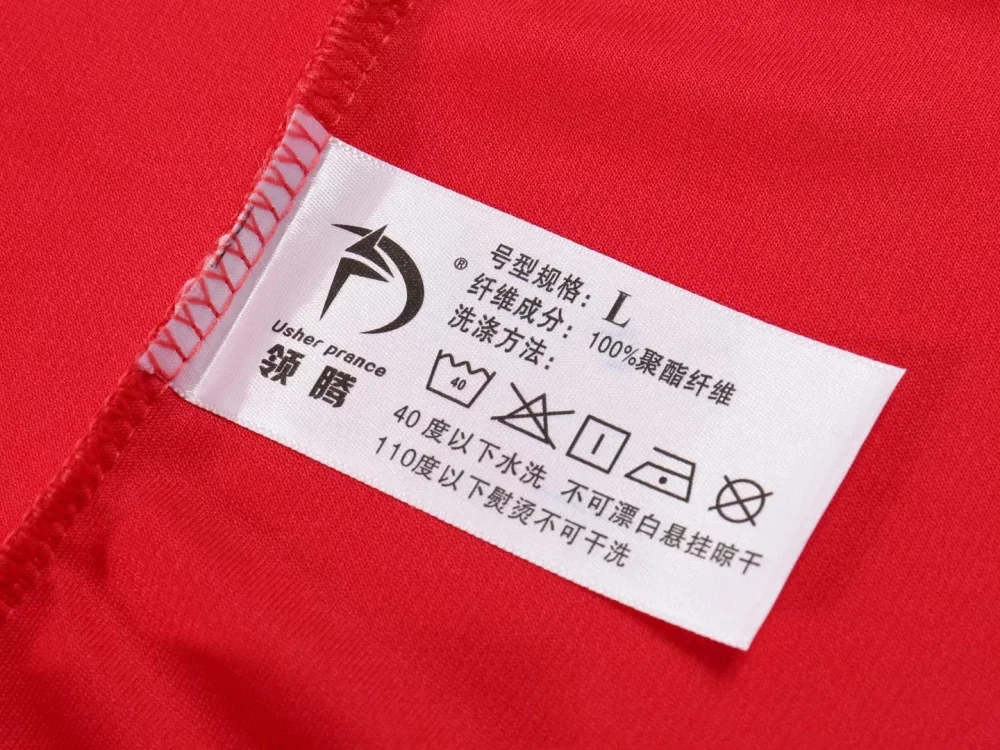 Usher prance
领腾
®
号型规格：L
纤维成分：100%聚酯纤维
洗涤方法：
40
40度以下水洗 不可漂白悬挂晾干
110度以下熨烫不可干洗